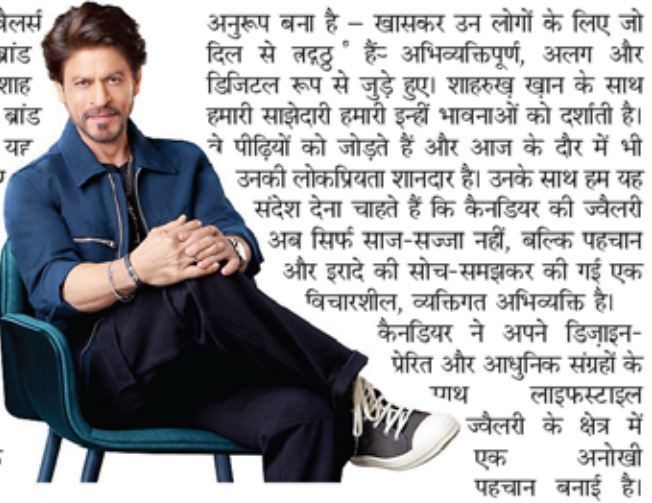 वैलर्स
ब्रांड
शाह
ब्रांड
यह
अनुरूप बना है – खासकर उन लोगों के लिए जो
दिल से हैं- अभिव्यक्तिपूर्ण, अलग और
डिजिटल रूप से जुड़े हुए। शाहरुख़ ख़ान के साथ
हमारी साझेदारी हमारी इन्हीं भावनाओं को दर्शाती है।
पीढ़ियों को जोड़ते हैं और आज के दौर में भी
उनकी लोकप्रियता शानदार है। उनके साथ हम यह
संदेश देना चाहते हैं कि कैनडियर की ज्वैलरी
अब सिर्फ साज-सज्जा नहीं, बल्कि पहचान
और इरादे की सोच-समझकर की गई एक
विचारशील, व्यक्तिगत अभिव्यक्ति है।
कैनडियर ने अपने डिज़ाइन-
प्रेरित और आधुनिक संग्रहों के
लाइफस्टाइल
ज्वैलरी के क्षेत्र में
एक अनोखी
पहचान बनाई है।